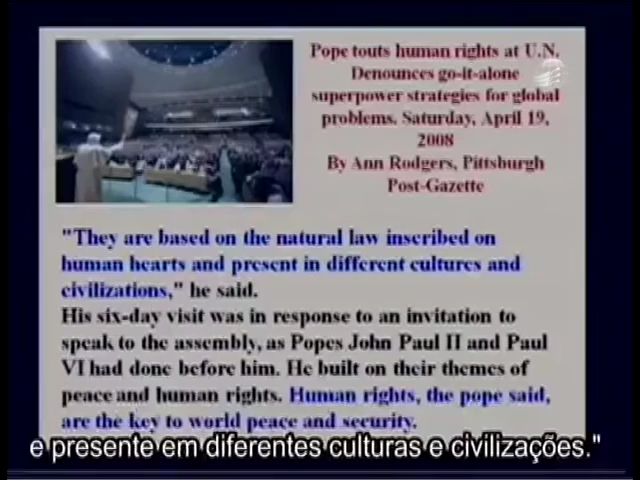 Pope touts human rights at U.N.
Denounces go-it-alone
superpower strategies for global
problems. Saturday, April 19,
2008
By Ann Rodgers, Pittsburgh
Post-Gazette
"They are based on the natural law inscribed on
human hearts and present in different cultures and
civilizations," he said.
His six-day visit was in response to an invitation to
speak to the assembly, as Popes John Paul II and Paul
VI had done before him. He built on their themes of
peace and human rights. Human rights, the pope said,
are the key to world peace and security.
e presente em diferentes culturas e civilizações."